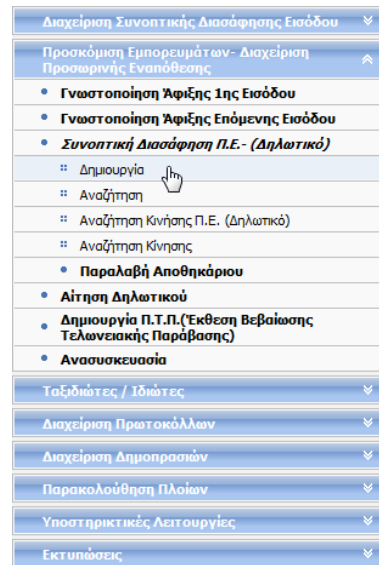 Διαχείριση Συνοπτικής Διασάφησης Εισόδου
Προσκόμιση Εμπορευμάτων- Διαχείριση
Προσωρινής Εναπόθεσης
Γνωστοποίηση Άφιξης 1ης Εισόδου
Γνωστοποίηση Άφιξης Επόμενης Εισόδου
Συνοπτική Διασάφηση Π.Ε.- (Δηλωτικό)
Δημιουργία
Αναζήτηση
Αναζήτηση Κινήσης Π.Ε. (Δηλωτικό)
Αναζήτηση Κίνησης
Παραλαβή Αποθηκάριου
Αίτηση Δηλωτικού
Δημιουργία Π.Τ.Π.(Έκθεση Βεβαίωσης
Τελωνειακής Παράβασης)
Ανασυσκευασία
Ταξιδιώτες / Ιδιώτες
Διαχείριση Πρωτοκόλλων
Διαχείριση Δημοπρασιών
Παρακολούθηση Πλοίων
Υποστηρικτικές Λειτουργίες
Εκτυπώσεις